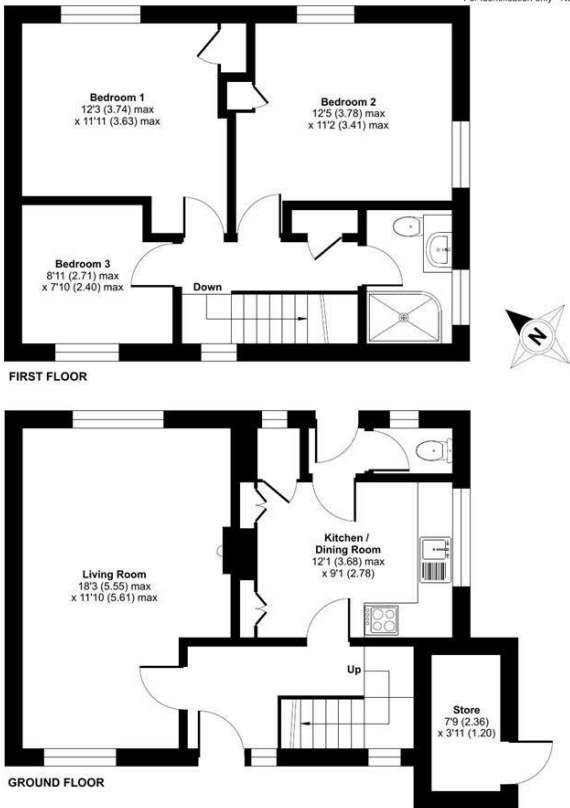 Bedroom 1
12'3 (3.74) max
x 11'11 (3.63) max
Bedroom 2
12'5 (3.78) max
x 11'2 (3.41) max
Bedroom 3
8'11 (2.71) max
x 7'10 (2.40) max
Down
N
FIRST FLOOR
Kitchen /
Dining Room
12'1 (3.68) max
x 9'1 (2.78)
Living Room
18'3 (5.55) max
x 11'10 (5.61) max
Up
Store
7'9 (2.36)
x 3'11 (1.20)
GROUND FLOOR